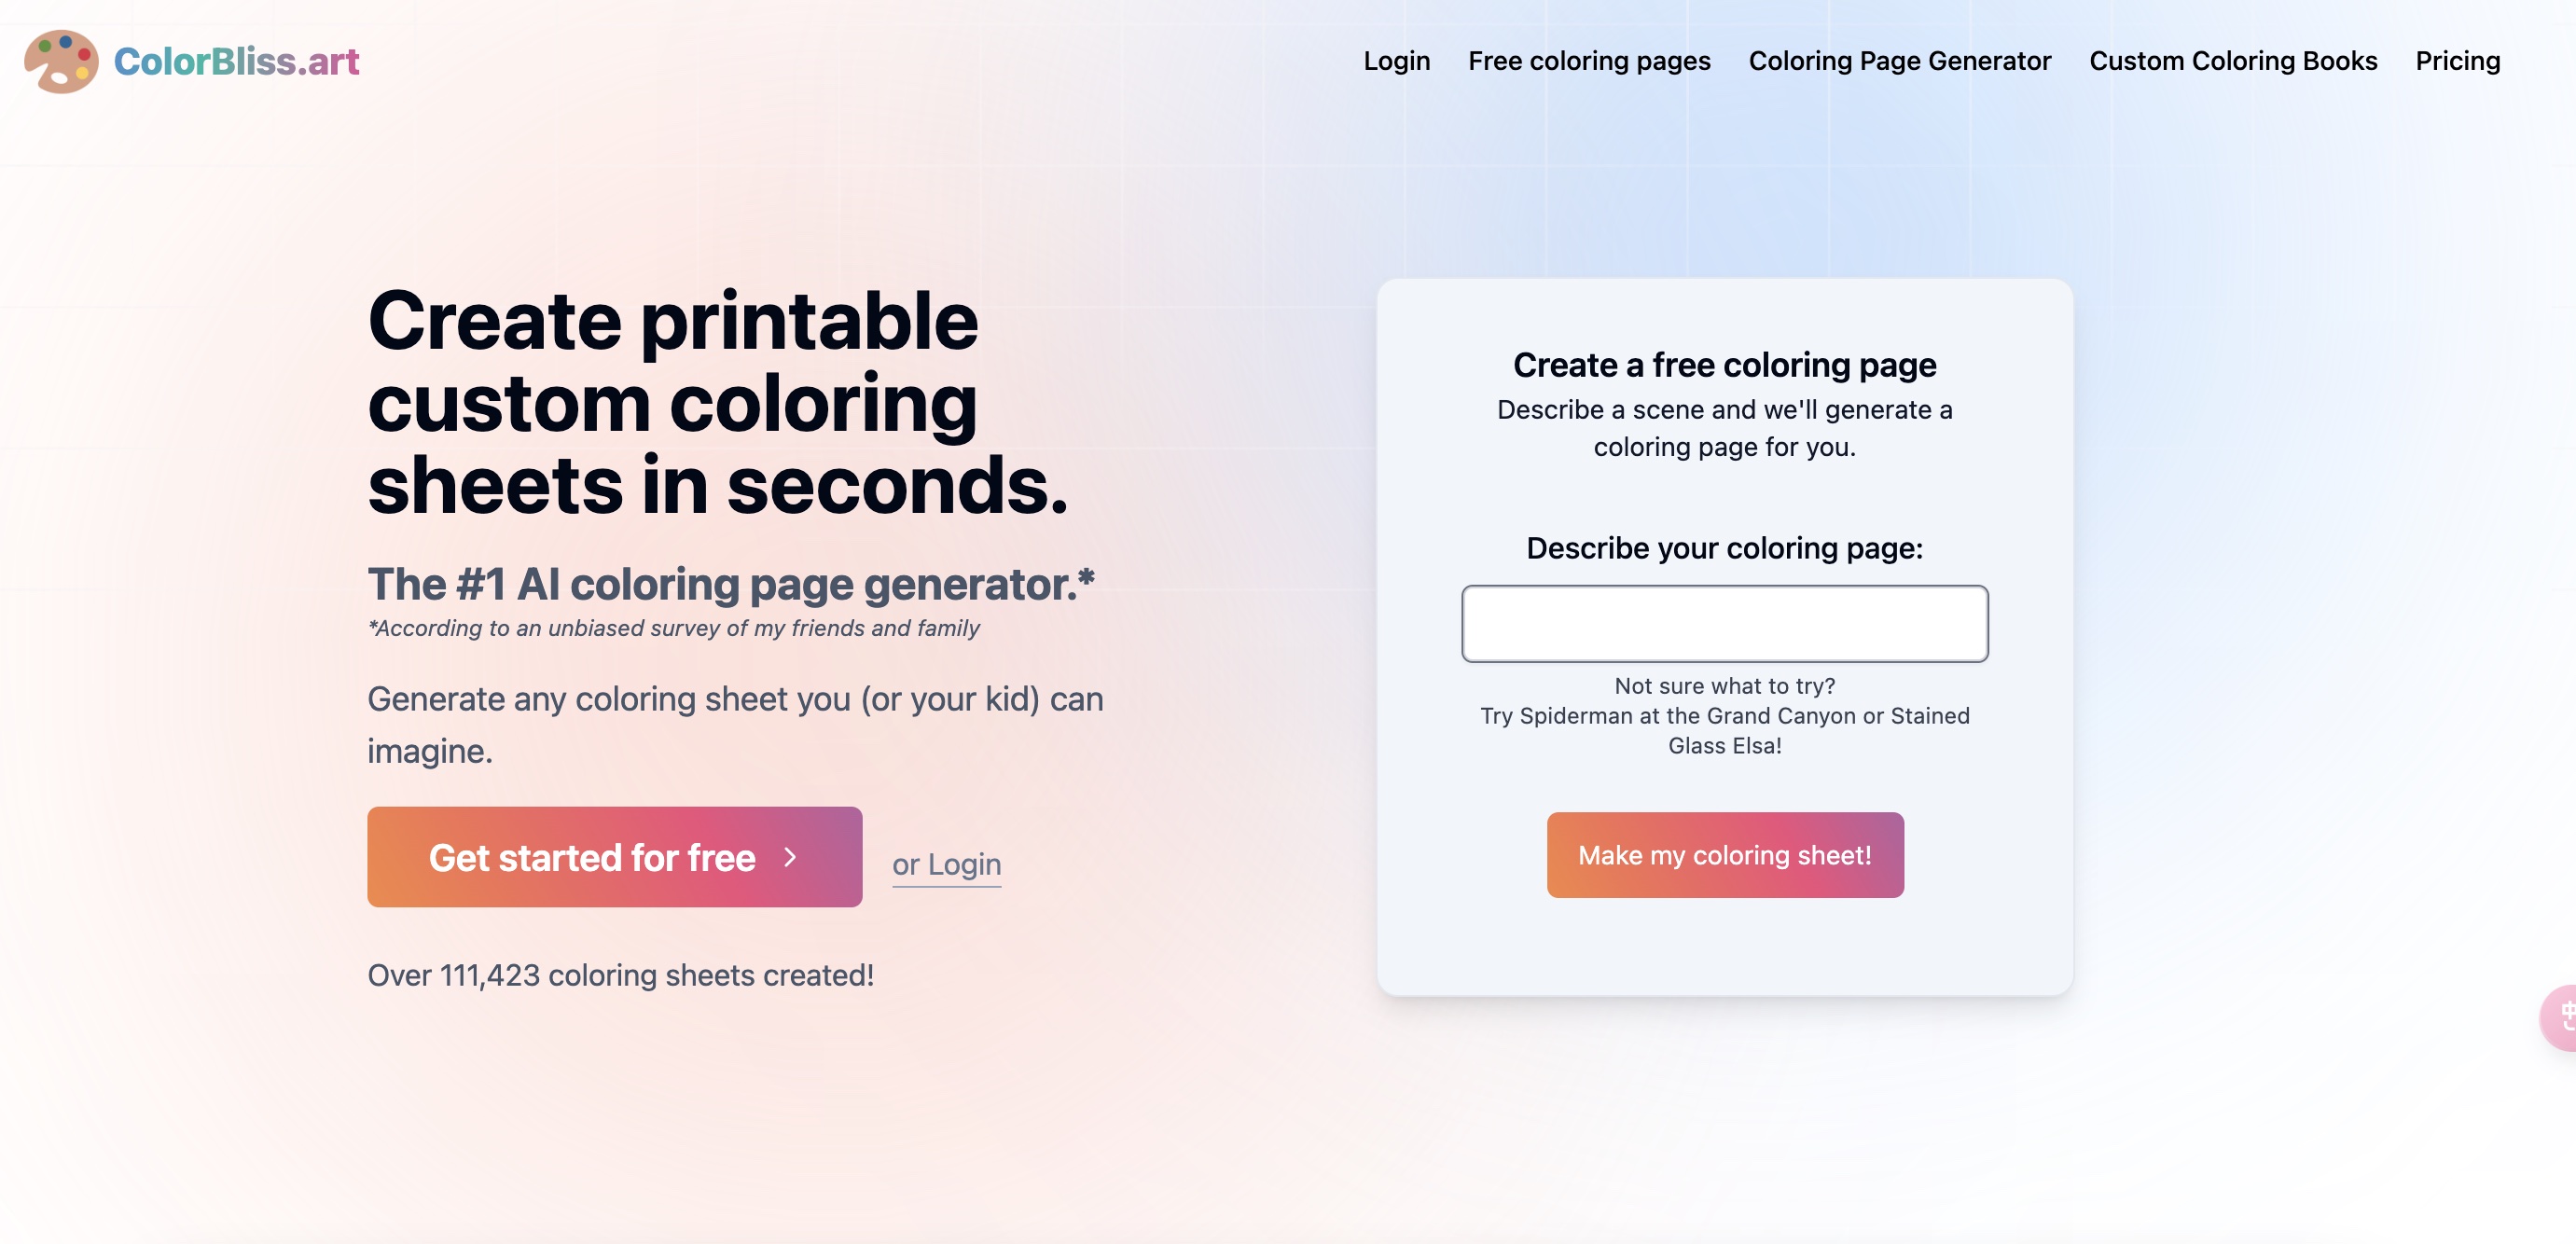 ColorBliss.art
Login
Free coloring pages
Coloring Page Generator
Custom Coloring Books
Pricing
Create printable
custom coloring
sheets in seconds.
The #1 AI coloring page generator.*
*According to an unbiased survey of my friends and family
Generate any coloring sheet you (or your kid) can
imagine.
Get started for free
or Login
Over 111,423 coloring sheets created!
Create a free coloring page
Describe a scene and we'll generate a
coloring page for you.
Describe your coloring page:
Not sure what to try?
Try Spiderman at the Grand Canyon or Stained
Glass Elsa!
Make my coloring sheet!